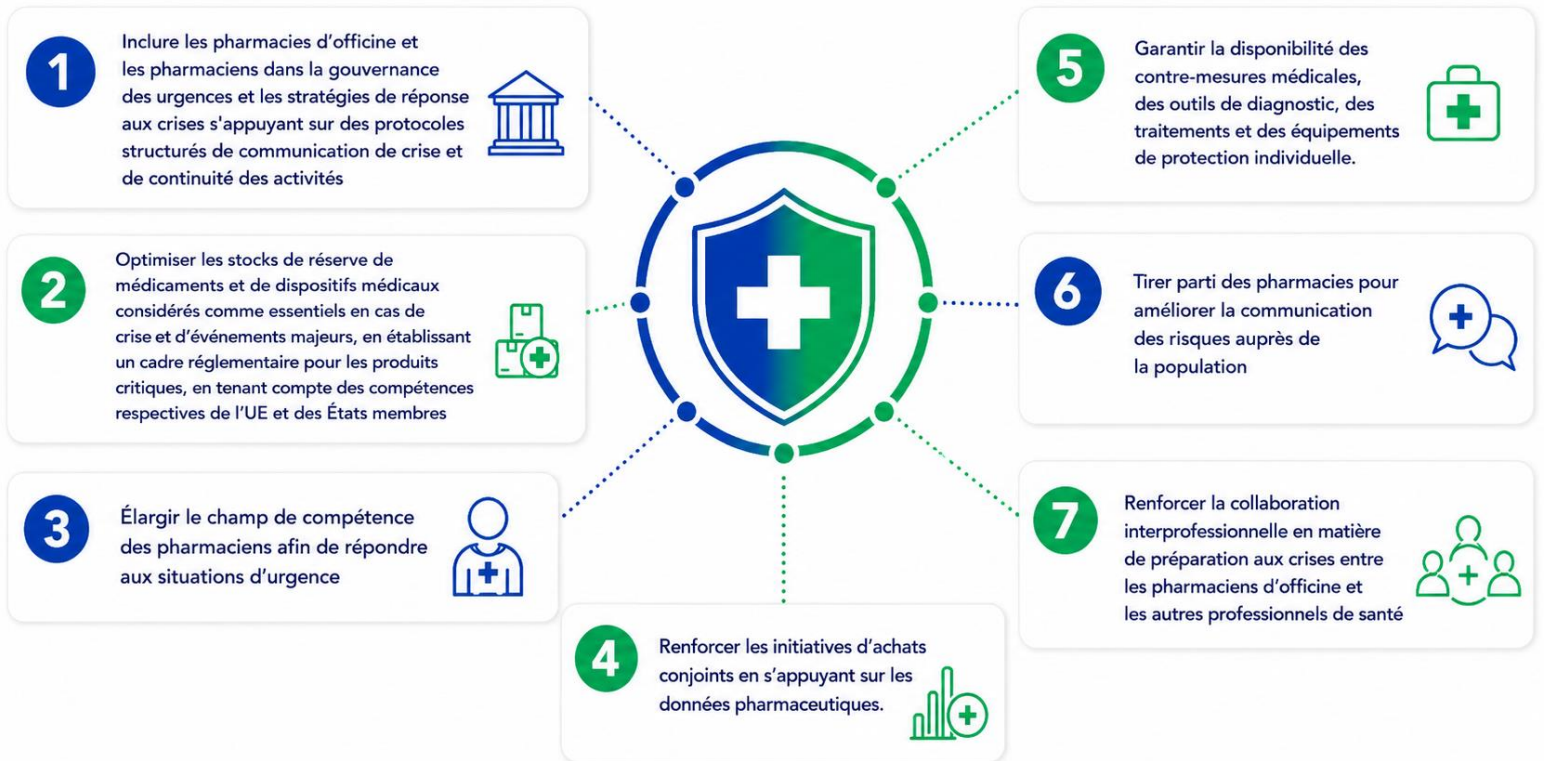 1
Inclure les pharmacies d’officine et
les pharmaciens dans la gouvernance
des urgences et les stratégies de réponse
aux crises s'appuyant sur des protocoles
structurés de communication de crise et
de continuité des activités
2
Optimiser les stocks de réserve de
médicaments et de dispositifs médicaux
considérés comme essentiels en cas de
crise et d’événements majeurs, en établissant
un cadre réglementaire pour les produits
critiques, en tenant compte des compétences
respectives de l’UE et des États membres
3
Élargir le champ de compétence
des pharmaciens afin de répondre
aux situations d’urgence
4
Renforcer les initiatives d’achats
conjoints en s’appuyant sur les
données pharmaceutiques.
5
Garantir la disponibilité des
contre-mesures médicales,
des outils de diagnostic, des
traitements et des équipements
de protection individuelle.
6
Tirer parti des pharmacies pour
améliorer la communication
des risques auprès de
la population
7
Renforcer la collaboration
interprofessionnelle en matière
de préparation aux crises entre
les pharmaciens d’officine et
les autres professionnels de santé